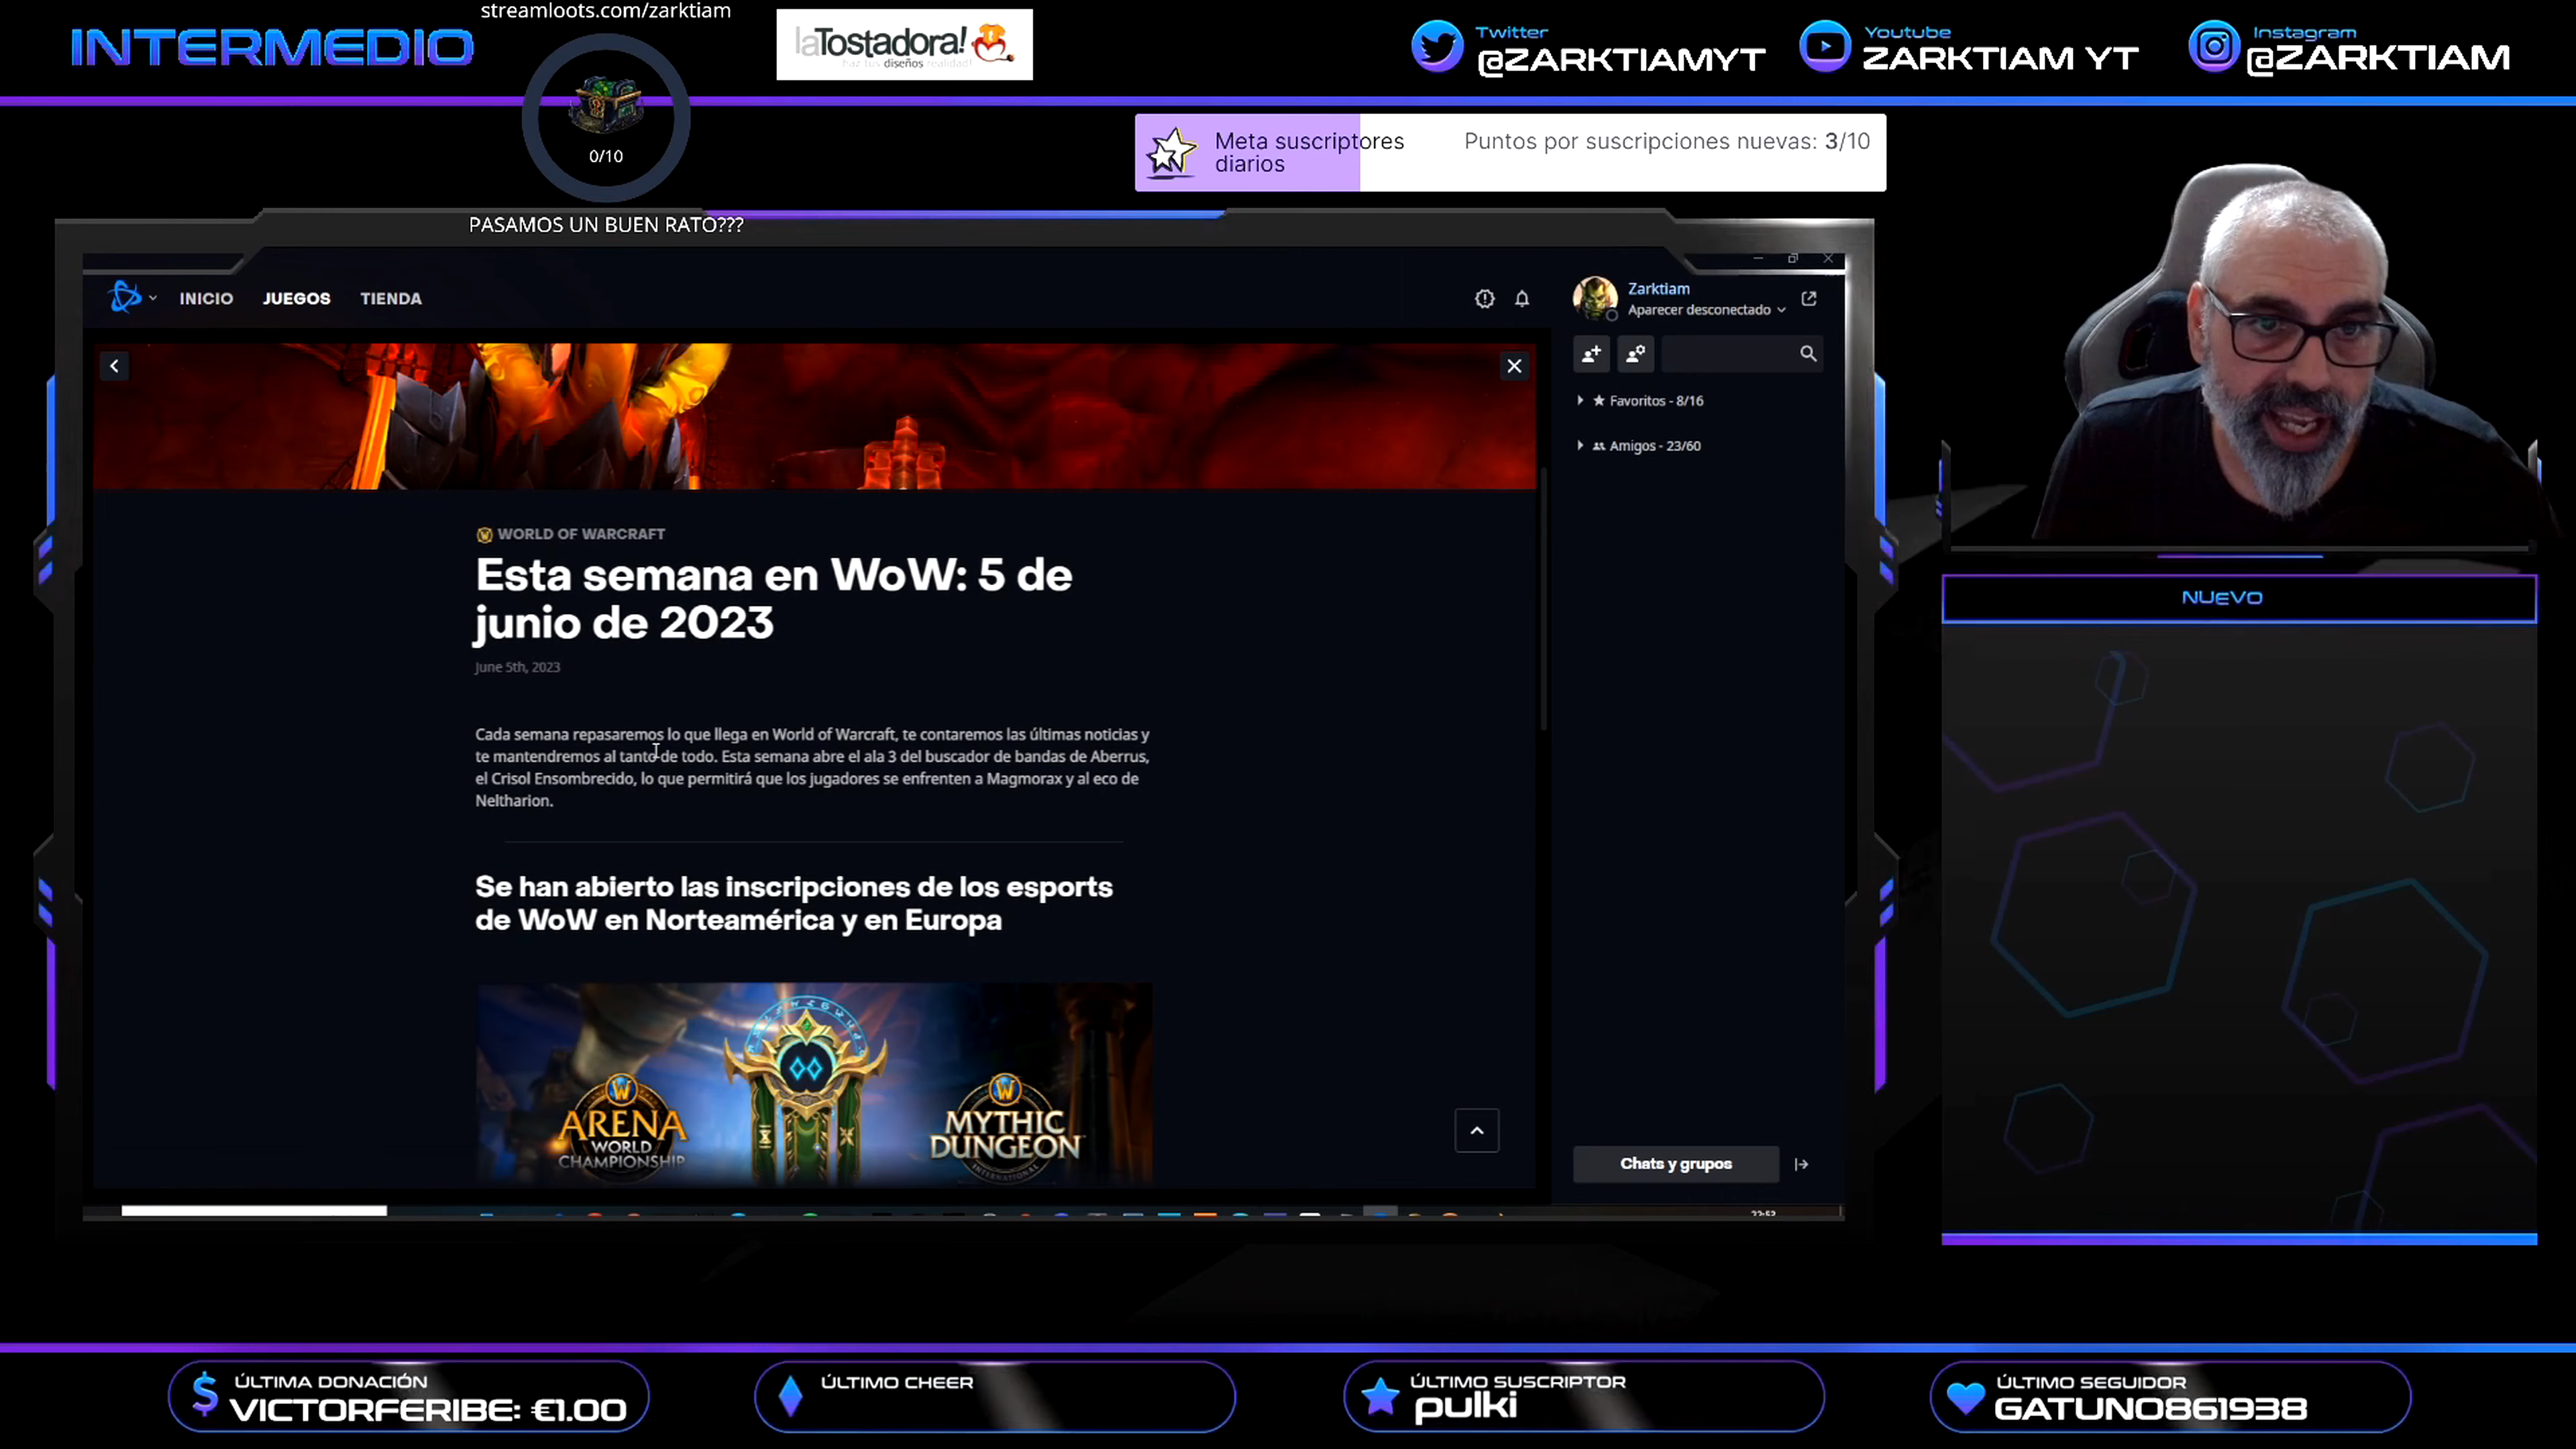 INTERMEDIO
streamloots.com/zarktiam
0/10
PASAMOS UN BUEN RATO???
laTostadora!
haz tus diseños realidad!
Twitter
@ZARKTIAMYT
Youtube
ZARKTIAM YT
Instagram
@ZARKTIAM
Meta suscriptores
diarios
Puntos por suscripciones nuevas: 3/10
INICIO JUEGOS TIENDA
Zarktiam
Aparecer desconectado
Favoritos - 8/16
Amigos - 23/60
WORLD OF WARCRAFT
Esta semana en WoW: 5 de
junio de 2023
June 5th, 2023
Cada semana repasaremos lo que llega en World of Warcraft, te contaremos las últimas noticias y
te mantendremos al tanto de todo. Esta semana abre el ala 3 del buscador de bandas de Aberrus,
el Crisol Ensombrecido, lo que permitirá que los jugadores se enfrenten a Magmorax y al eco de
Neltharion.
Se han abierto las inscripciones de los esports
de WoW en Norteamérica y en Europa
ARENA
WORLD
CHAMPIONSHIP
MYTHIC
DUNGEON
INTERNATIONAL
Chats y grupos
22:53
NUEVO
ÚLTIMA DONACIÓN
VICTORFERIBE: €1.00
ÚLTIMO CHEER
ÚLTIMO SUSCRIPTOR
pulki
ÚLTIMO SEGUIDOR
GATUNO861938